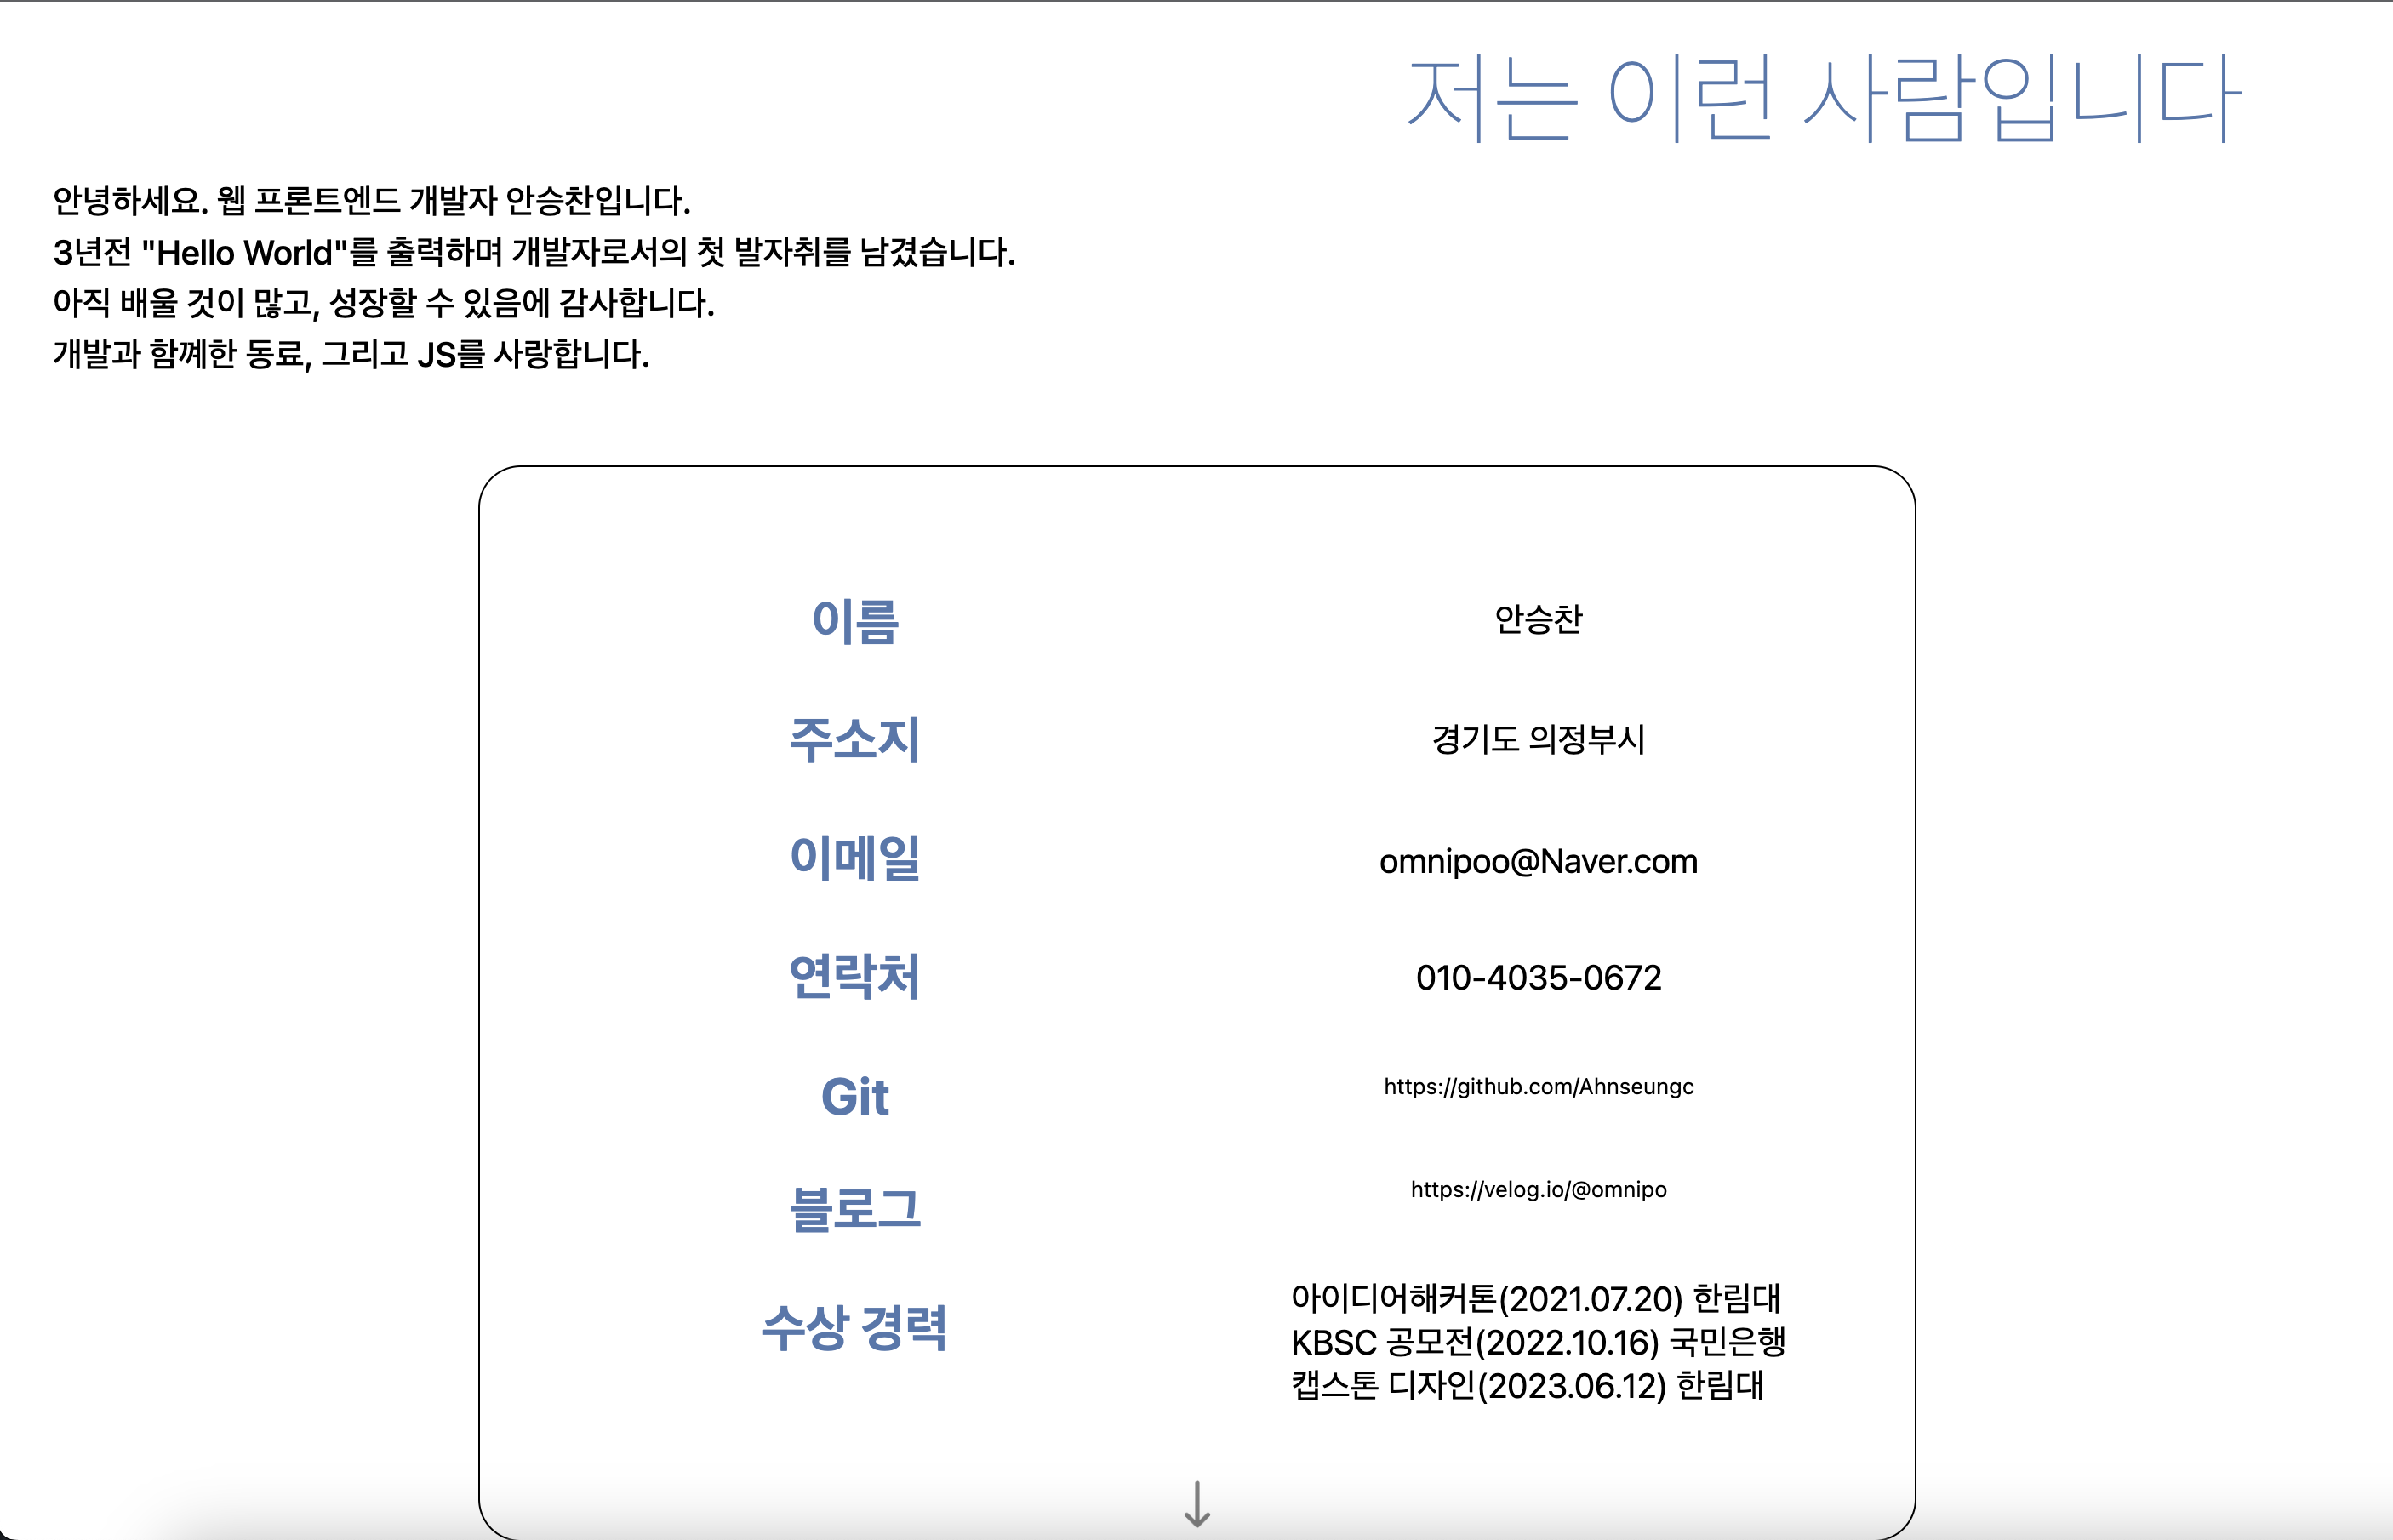 저는 이런 사람입니다
안녕하세요. 웹 프론트엔드 개발자 안승찬입니다.
3년전 "Hello World"를 출력하며 개발자로서의 첫 발자취를 남겼습니다.
아직 배울 것이 많고, 성장할 수 있음에 감사합니다.
개발과 함꼐한 동료, 그리고 JS를 사랑합니다.
이름 안승찬
주소지 경기도 의정부시
이메일 omnipoo@Naver.com
연락처 010-4035-0672
Git https://github.com/Ahnseungc
블로그 https://velog.io/@omnipo
수상 경력 아이디어해커톤(2021.07.20) 한림대
KBSC 공모전(2022.10.16) 국민은행
캡스톤 디자인(2023.06.12) 한림대